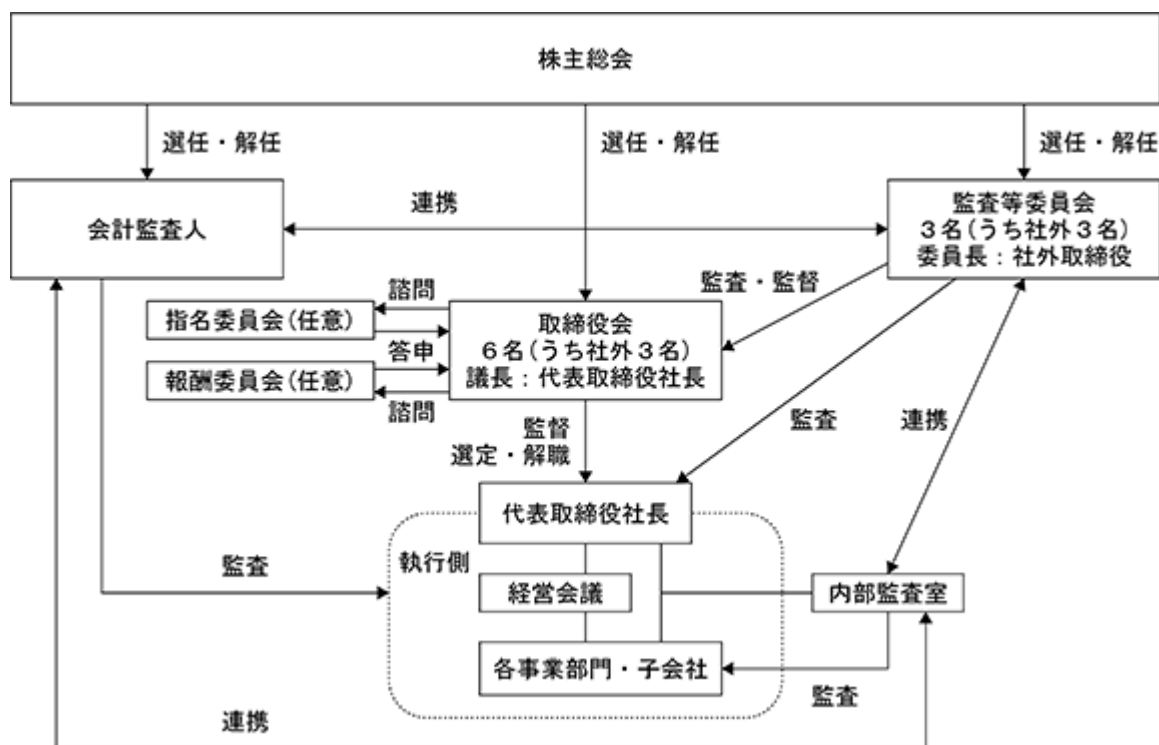 株主総会
選任・解任
選任・解任
選任・解任
会計監査人
連携
監査等委員会
3名(うち社外3名)
委員長:社外取締役
監査・監督
諮問
指名委員会(任意)
答申
報酬委員会(任意)
諮問
取締役会
6名(うち社外3名)
議長:代表取締役社長
監督
選定・解職
監査
連携
代表取締役社長
執行側
監査
経営会議
内部監査室
各事業部門・子会社
監査
連携